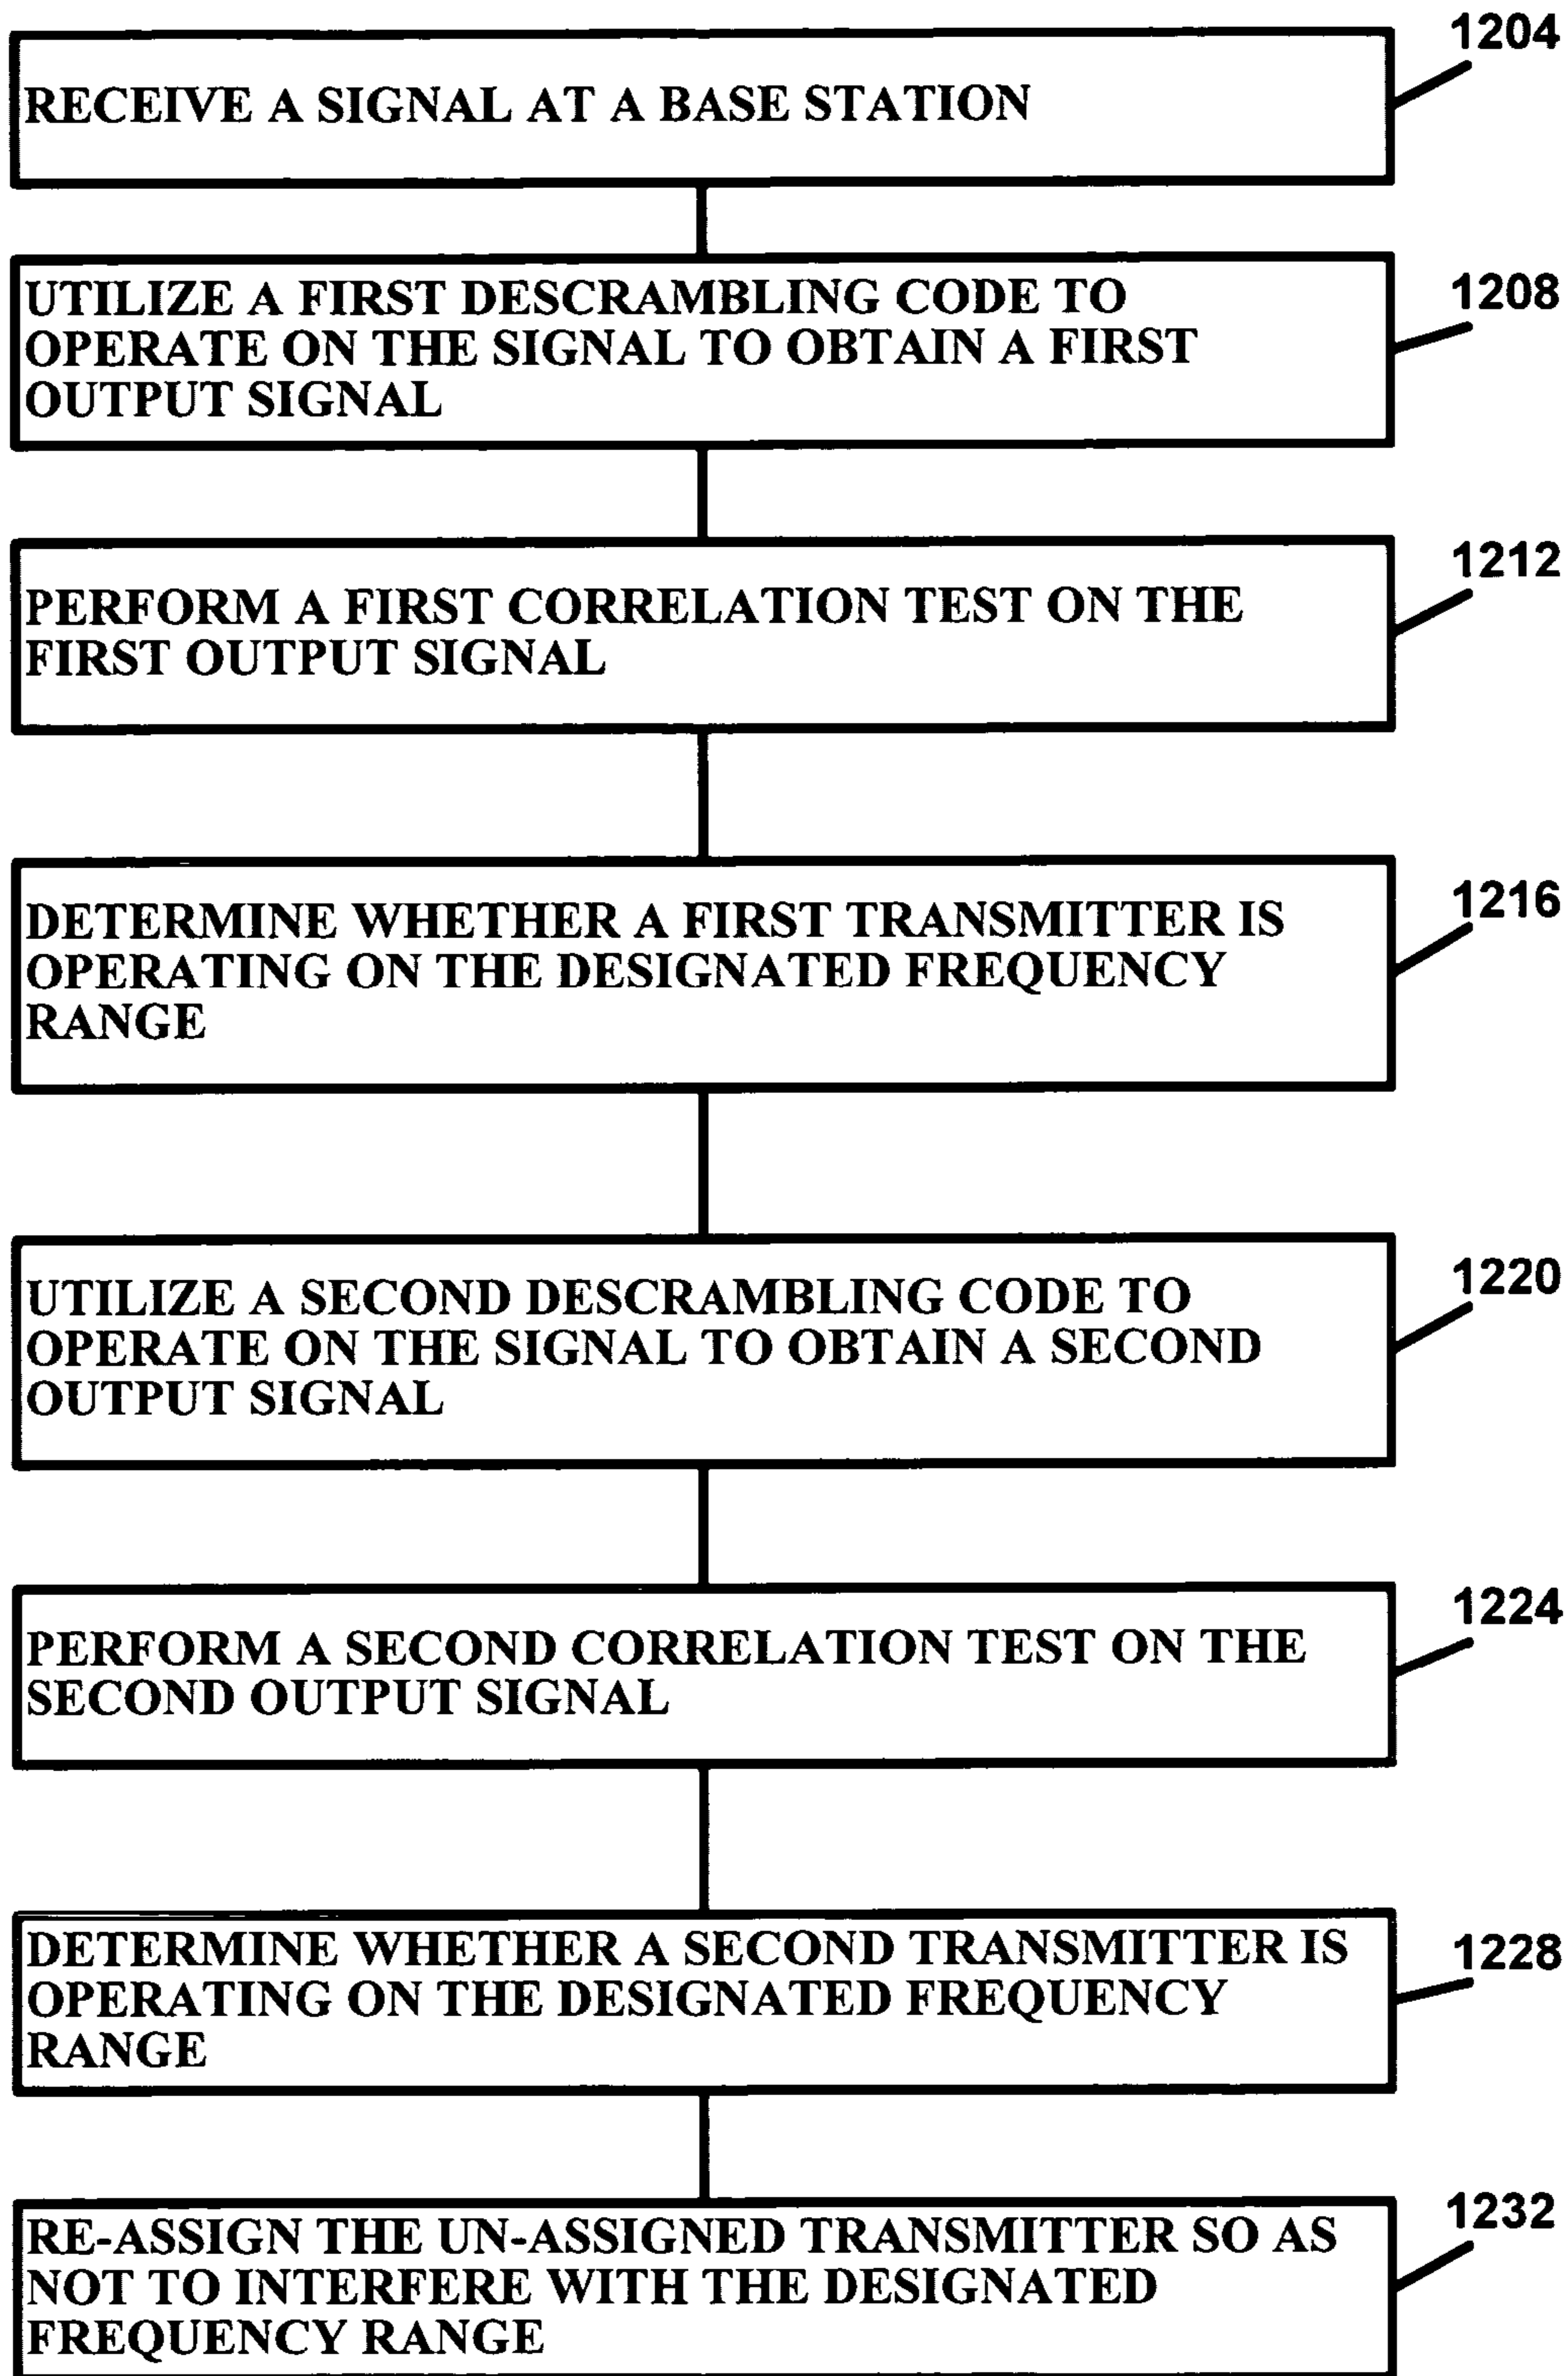 1204
RECEIVE A SIGNAL AT A BASE STATION
1208
UTILIZE A FIRST DESCRAMBLING CODE TO
OPERATE ON THE SIGNAL TO OBTAIN A FIRST
OUTPUT SIGNAL
1212
PERFORM A FIRST CORRELATION TEST ON THE
FIRST OUTPUT SIGNAL
1216
DETERMINE WHETHER A FIRST TRANSMITTER IS
OPERATING ON THE DESIGNATED FREQUENCY
RANGE
1220
UTILIZE A SECOND DESCRAMBLING CODE TO
OPERATE ON THE SIGNAL TO OBTAIN A SECOND
OUTPUT SIGNAL
1224
PERFORM A SECOND CORRELATION TEST ON THE
SECOND OUTPUT SIGNAL
1228
DETERMINE WHETHER A SECOND TRANSMITTER IS
OPERATING ON THE DESIGNATED FREQUENCY
RANGE
1232
RE-ASSIGN THE UN-ASSIGNED TRANSMITTER SO AS
NOT TO INTERFERE WITH THE DESIGNATED
FREQUENCY RANGE